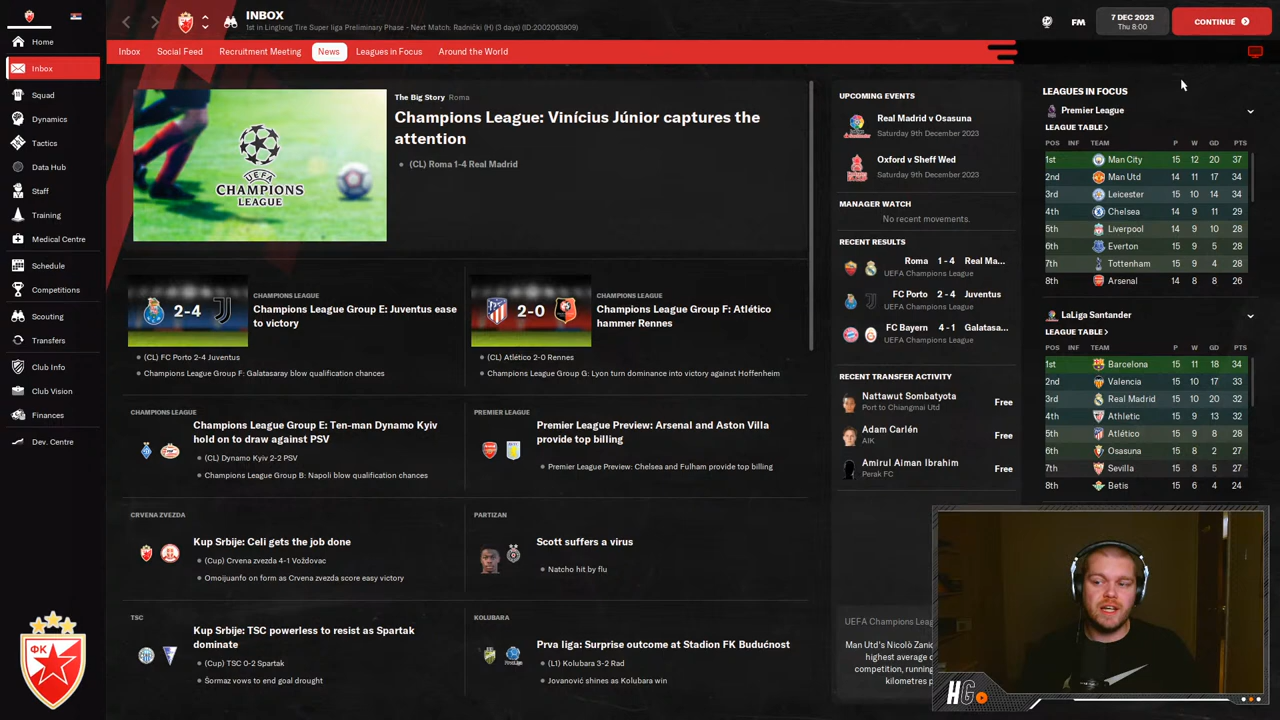 INBOX
1st in Linglong Tire Super liga Preliminary Phase - Next Match: Radnički (H) (3 days) (ID:2002063909)
FM
7 DEC 2023
Thu 8:00
CONTINUE
Home
Inbox
Squad
Dynamics
Tactics
Data Hub
Staff
Training
Medical Centre
Schedule
Competitions
Scouting
Transfers
Club Info
Club Vision
Finances
Dev. Centre
ФК
Inbox Social Feed Recruitment Meeting News Leagues in Focus Around the World
UEFA
CHAMPIONS
LEAGUE
The Big Story Roma
Champions League: Vinícius Júnior captures the
attention
(CL) Roma 1-4 Real Madrid
2-4
CHAMPIONS LEAGUE
Champions League Group E: Juventus ease
to victory
(CL) FC Porto 2-4 Juventus
Champions League Group F: Galatasaray blow qualification chances
2-0
CHAMPIONS LEAGUE
Champions League Group F: Atlético
hammer Rennes
(CL) Atlético 2-0 Rennes
Champions League Group G: Lyon turn dominance into victory against Hoffenheim
CHAMPIONS LEAGUE
Champions League Group E: Ten-man Dynamo Kyiv
hold on to draw against PSV
(CL) Dynamo Kyiv 2-2 PSV
Champions League Group B: Napoli blow qualification chances
PREMIER LEAGUE
Premier League Preview: Arsenal and Aston Villa
provide top billing
Premier League Preview: Chelsea and Fulham provide top billing
CRVENA ZVEZDA
Kup Srbije: Celi gets the job done
(Cup) Crvena zvezda 4-1 Voždovac
Omoijuanfo on form as Crvena zvezda score easy victory
PARTIZAN
Scott suffers a virus
Natcho hit by flu
TSC
Kup Srbije: TSC powerless to resist as Spartak
dominate
(Cup) TSC 0-2 Spartak
Šormaz vows to end goal drought
KOLUBARA
Prva liga: Surprise outcome at Stadion FK Budućnost
(L1) Kolubara 3-2 Rad
Jovanović shines as Kolubara win
UPCOMING EVENTS
Real Madrid v Osasuna
Saturday 9th December 2023
Oxford v Sheff Wed
Saturday 9th December 2023
MANAGER WATCH
No recent movements.
RECENT RESULTS
Roma 1 - 4 Real Ma...
UEFA Champions League
FC Porto 2 - 4 Juventus
UEFA Champions League
FC Bayern 4 - 1 Galatasa...
UEFA Champions League
RECENT TRANSFER ACTIVITY
Nattawut Sombatyota Free
Port to Chiangmai Utd
Adam Carlén Free
AIK
Amirul Aiman Ibrahim Free
Perak FC
UEFA Champions Leag
Man Utd's Nicolò Zanic
highest average c
competition, running
kilometres p
LEAGUES IN FOCUS
Premier League
LEAGUE TABLE
POS INF TEAM P W GD PTS
1st Man City 15 12 20 37
2nd Man Utd 14 11 17 34
3rd Leicester 15 10 14 34
4th Chelsea 14 9 11 29
5th Liverpool 14 9 10 28
6th Everton 15 9 5 28
7th Tottenham 15 9 4 28
8th Arsenal 14 8 8 26
LaLiga Santander
LEAGUE TABLE
POS INF TEAM P W GD PTS
1st Barcelona 15 11 18 34
2nd Valencia 15 10 17 33
3rd Real Madrid 15 10 20 32
4th Athletic 15 9 13 32
5th Atlético 15 9 8 28
6th Osasuna 15 8 2 27
7th Sevilla 15 8 5 27
8th Betis 15 6 4 24
HG